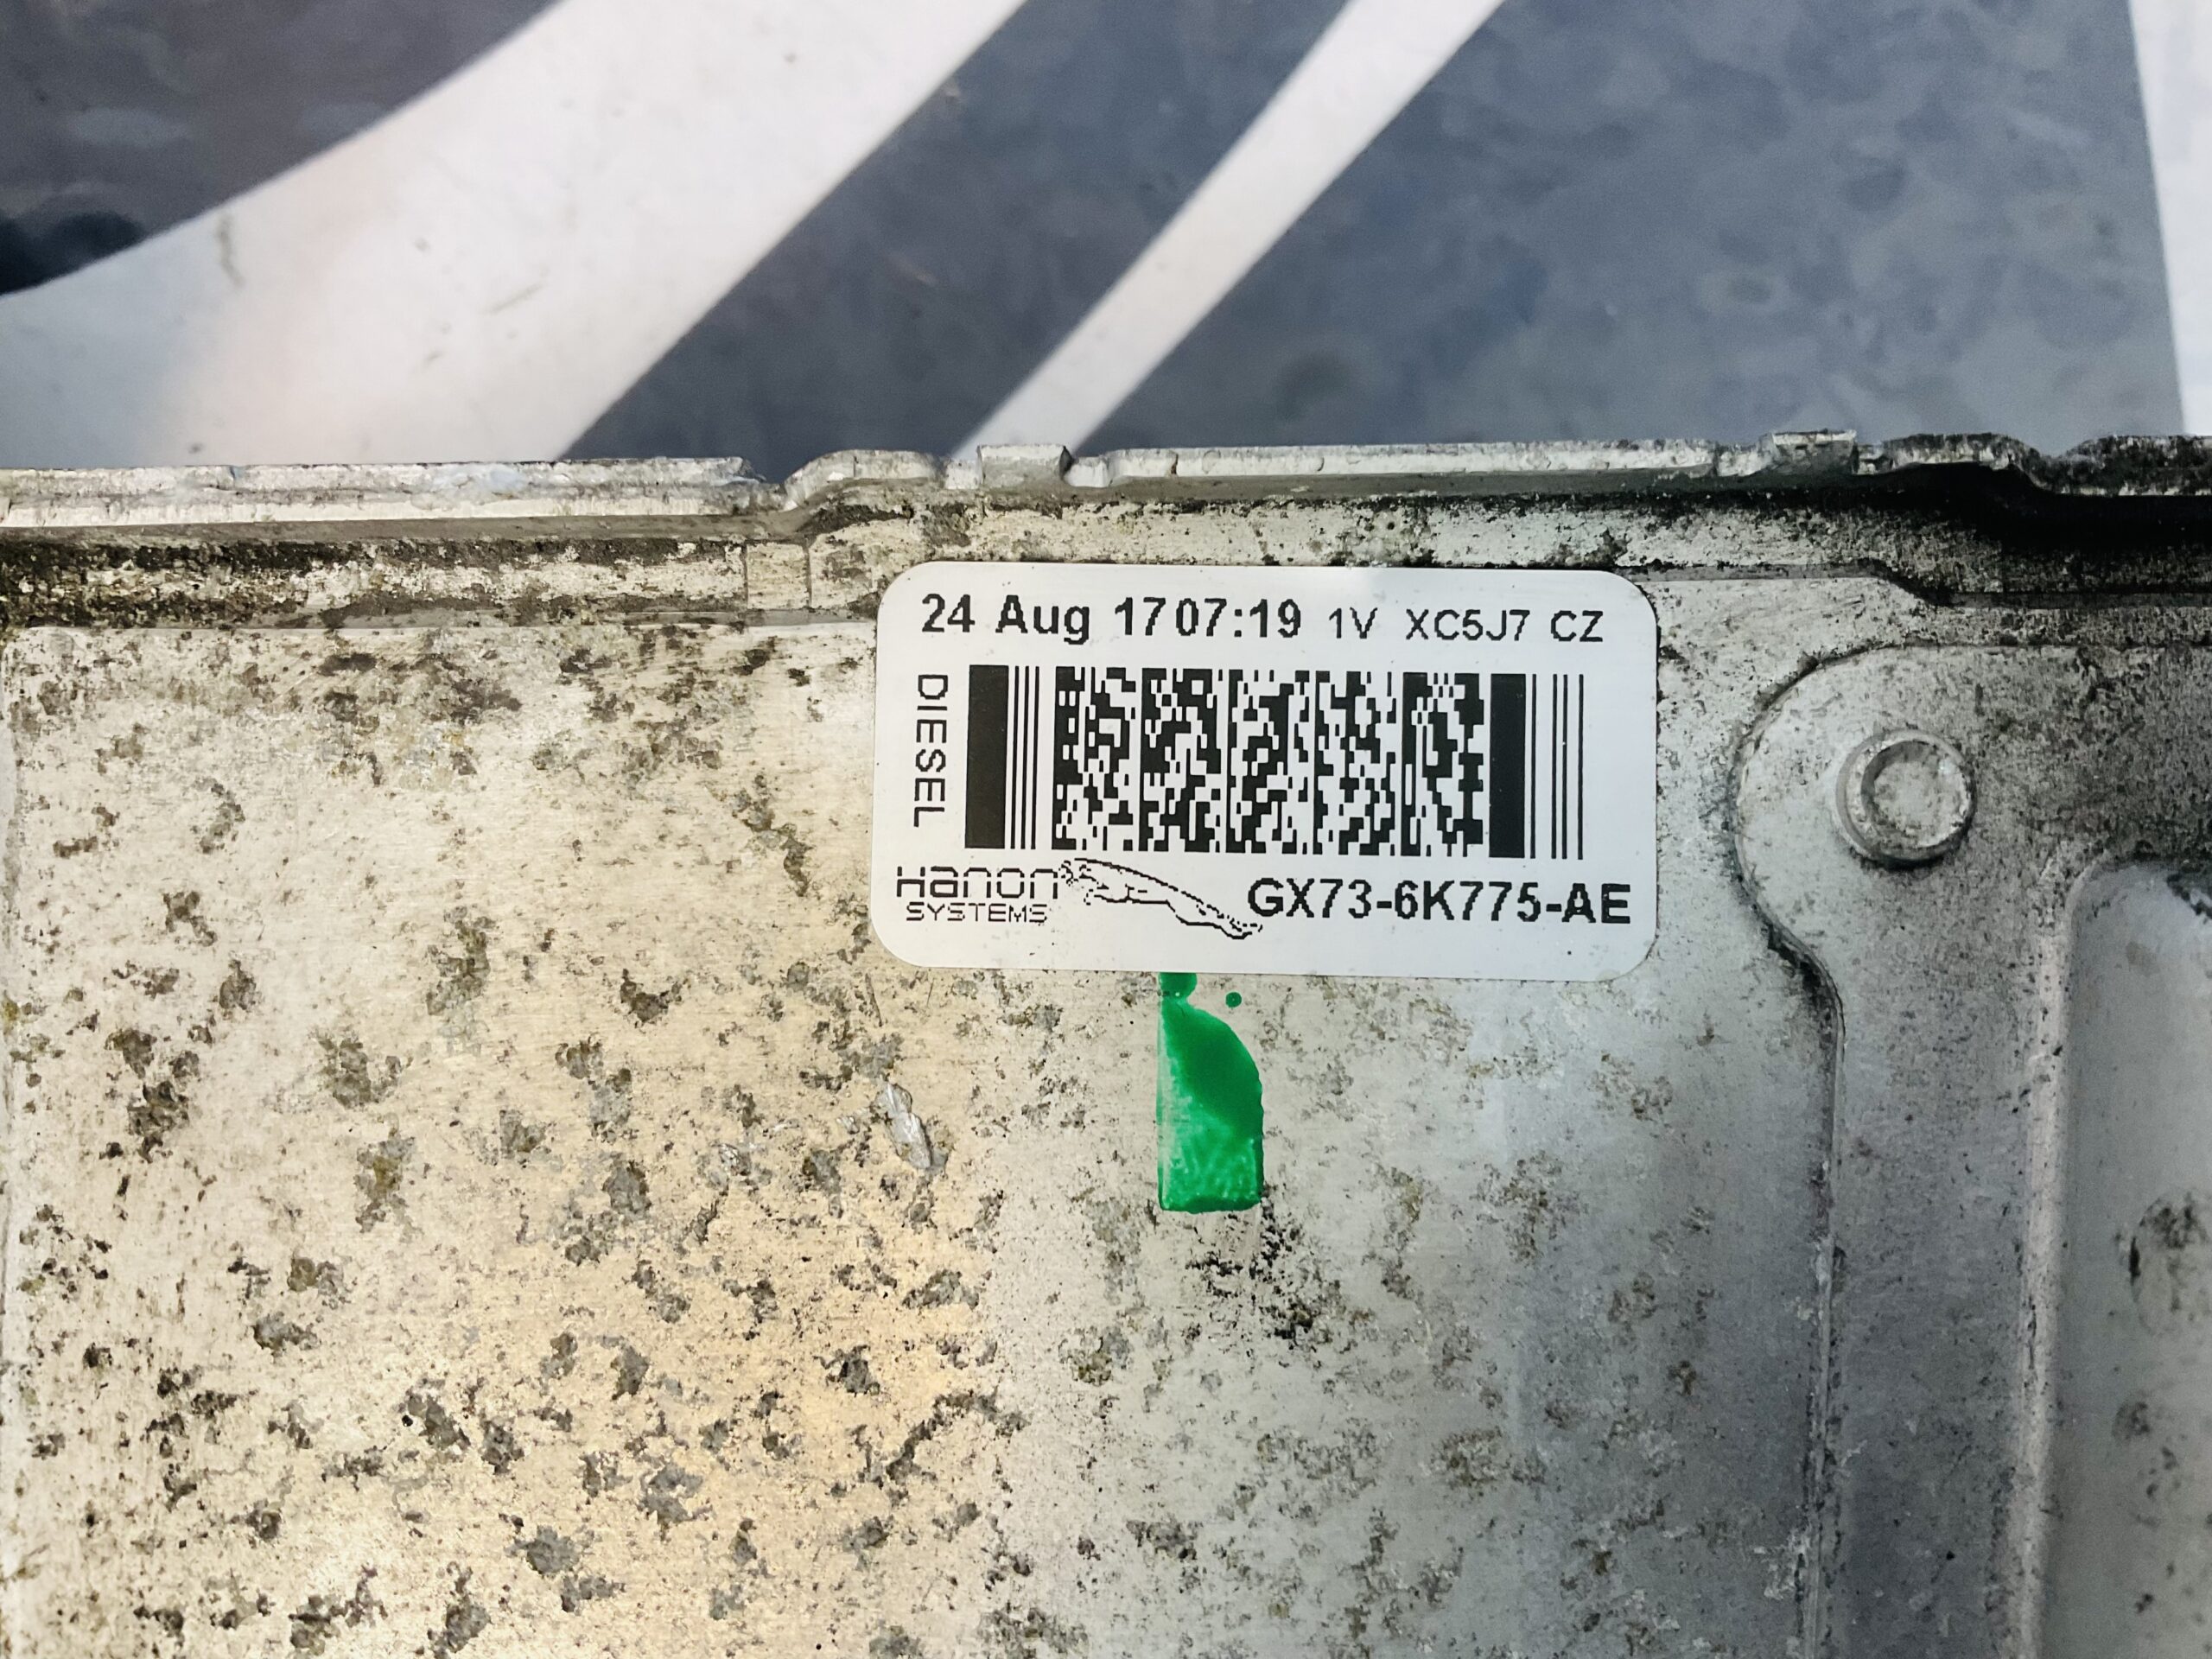 24 Aug 17 07:19 1V XC5J7 CZ
DIESEL
Hanon
SYSTEMS
GX73-6K775-AE